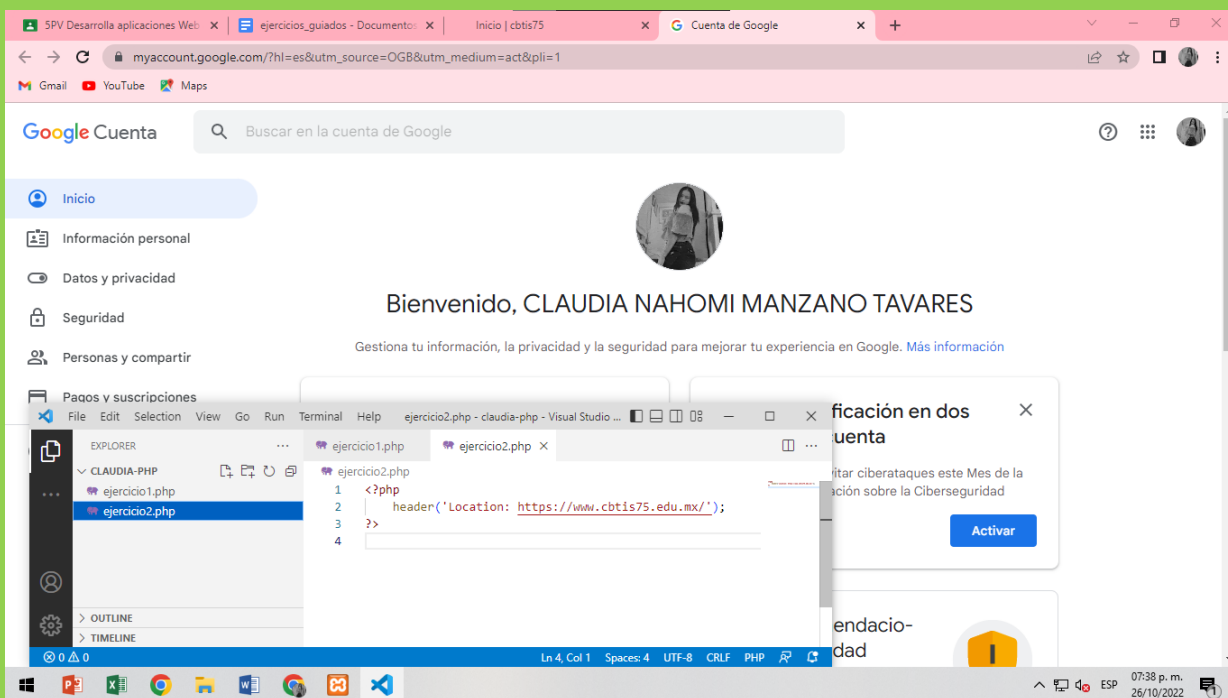 5PV Desarrolla aplicaciones Web
ejercicios_guiados - Documentos
Inicio | cbtis75
Cuenta de Google
myaccount.google.com/?hl=es&utm_source=OGB&utm_medium=act&pli=1
Gmail YouTube Maps
Google Cuenta
Buscar en la cuenta de Google
Inicio
Información personal
Datos y privacidad
Seguridad
Personas y compartir
Pagos y suscripciones
Bienvenido, CLAUDIA NAHOMI MANZANO TAVARES
Gestiona tu información, la privacidad y la seguridad para mejorar tu experiencia en Google. Más información
ficación en dos
uenta
vitar ciberataques este Mes de la
ación sobre la Ciberseguridad
Activar
endacio-
dad
File Edit Selection View Go Run Terminal Help ejercicio2.php - claudia-php - Visual Studio ...
EXPLORER
CLAUDIA-PHP
ejercicio1.php
ejercicio2.php
OUTLINE
TIMELINE
ejercicio1.php ejercicio2.php
ejercicio2.php
1 <?php
2 header('Location: https://www.cbtis75.edu.mx/');
3 ?>
4
0 0
Ln 4, Col 1 Spaces: 4 UTF-8 CRLF PHP
ESP
07:38 p. m.
26/10/2022